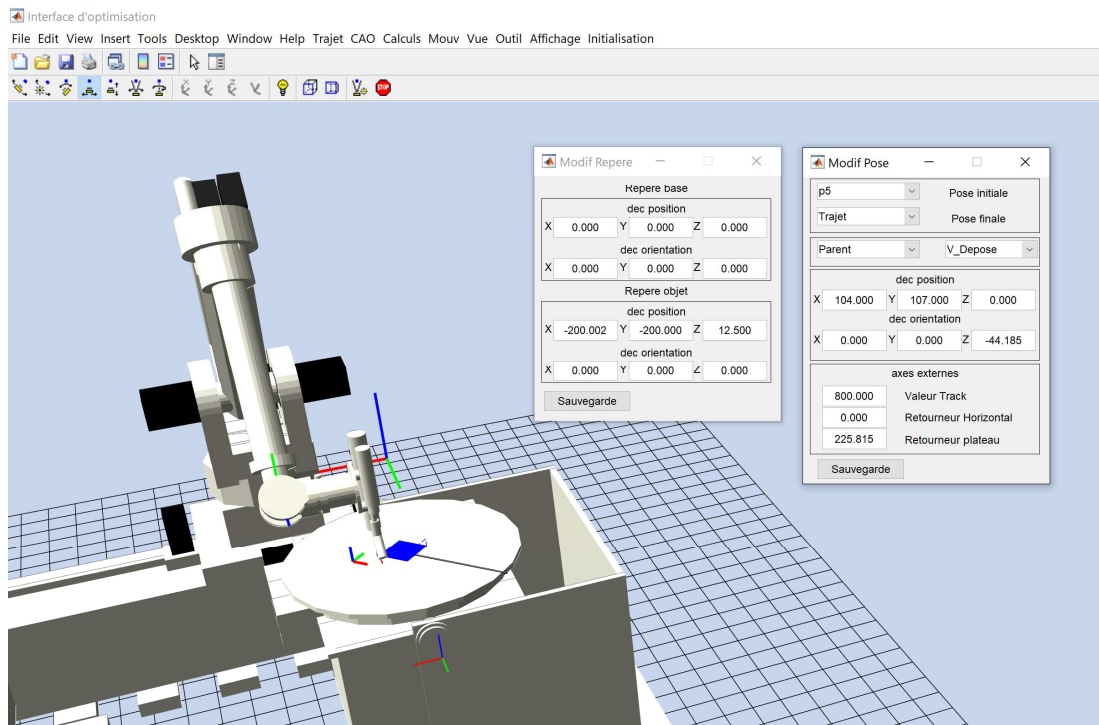 Interface d'optimisation
File Edit View Insert Tools Desktop Window Help Trajet CAO Calculs Mouv Vue Outil Affichage Initialisation
STOP
Modif Repere
Repere base
dec position
X 0.000 Y 0.000 Z 0.000
dec orientation
X 0.000 Y 0.000 Z 0.000
Repere objet
dec position
X -200.002 Y -200.000 Z 12.500
dec orientation
X 0.000 Y 0.000 Z 0.000
Sauvegarde
Modif Pose
p5 Pose initiale
Trajet Pose finale
Parent V_Depose
dec position
X 104.000 Y 107.000 Z 0.000
dec orientation
X 0.000 Y 0.000 Z -44.185
axes externes
800.000 Valeur Track
0.000 Retourneur Horizontal
225.815 Retourneur plateau
Sauvegarde